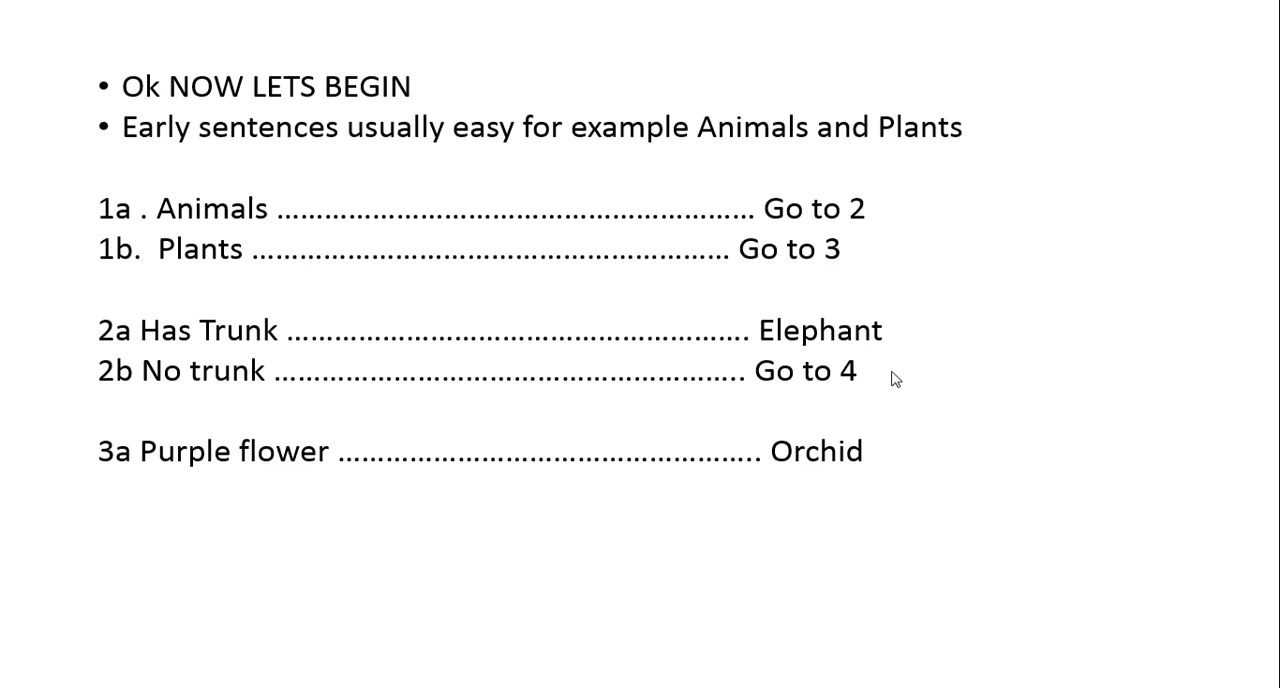 • Ok NOW LETS BEGIN
• Early sentences usually easy for example Animals and Plants
1a . Animals ………………………………………………… Go to 2
1b. Plants ………………………………………………… Go to 3
2a Has Trunk ………………………………………………. Elephant
2b No trunk ……………………………………………….. Go to 4
3a Purple flower ………………………………………….. Orchid